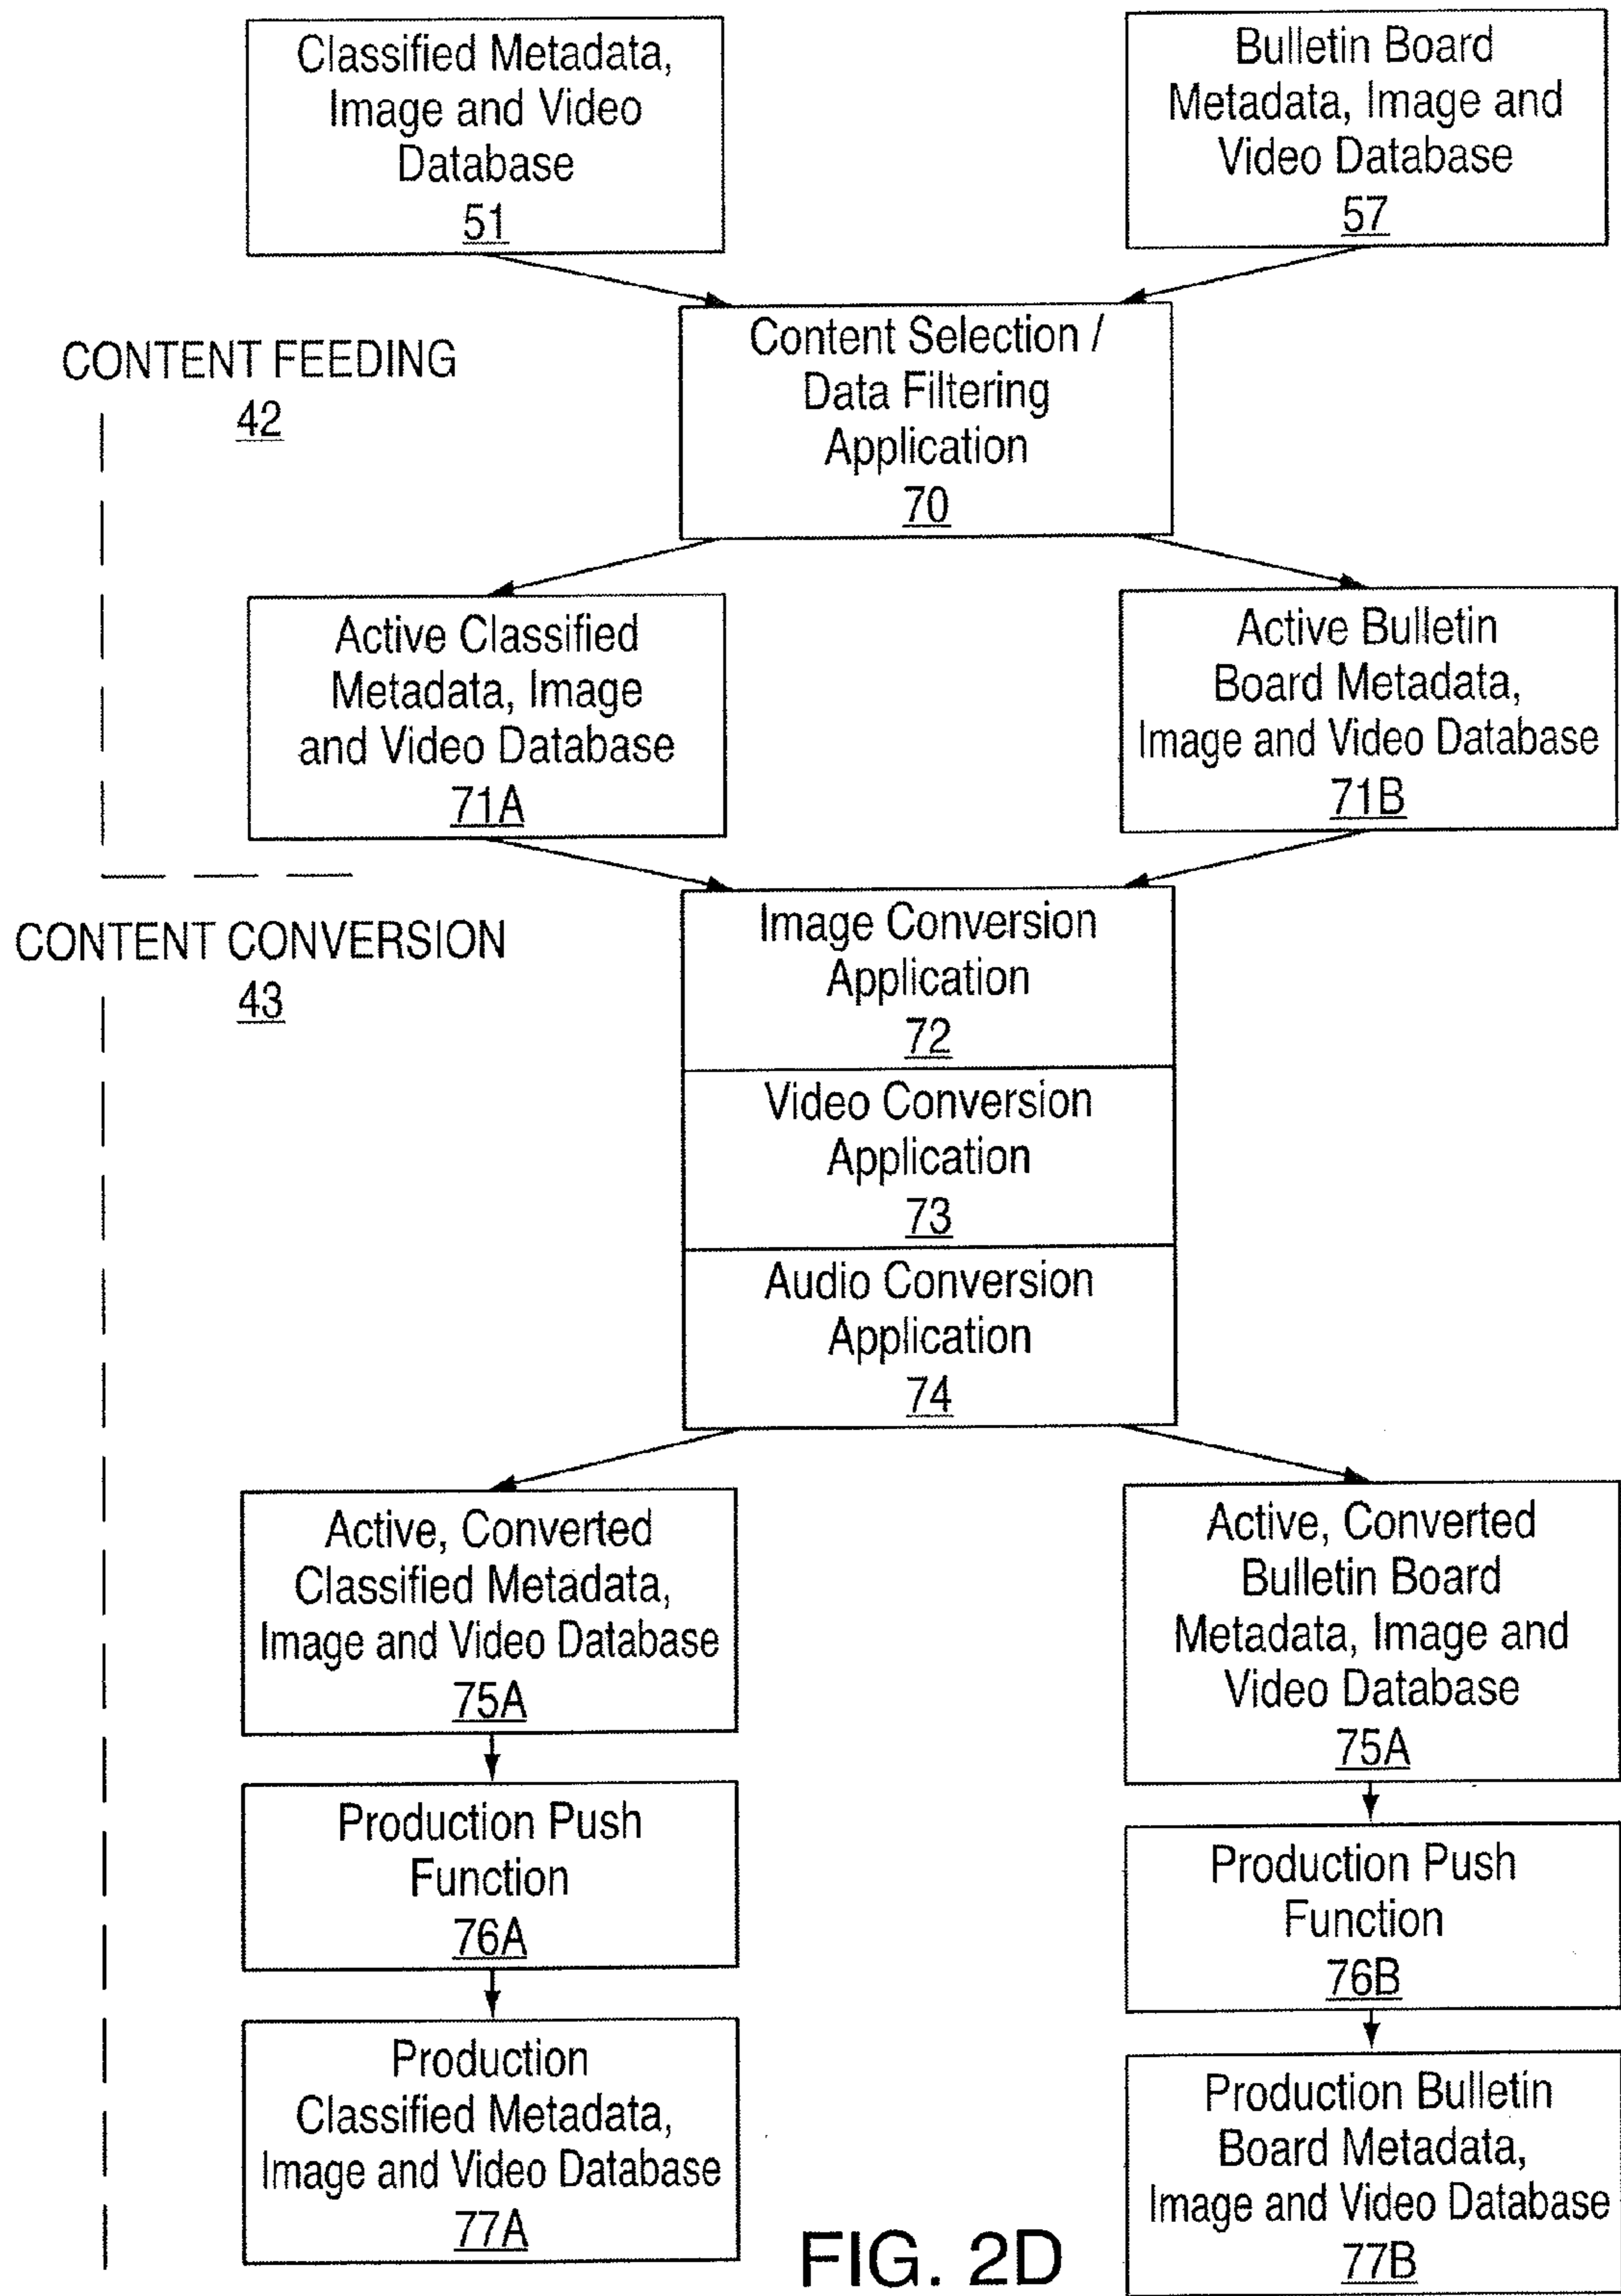 Classified Metadata,
Image and Video
Database
51
Bulletin Board
Metadata, Image and
Video Database
57
CONTENT FEEDING
42
Content Selection /
Data Filtering
Application
70
Active Classified
Metadata, Image
and Video Database
71A
Active Bulletin
Board Metadata,
Image and Video Database
71B
CONTENT CONVERSION
43
Image Conversion
Application
72
Video Conversion
Application
73
Audio Conversion
Application
74
Active, Converted
Classified Metadata,
Image and Video Database
75A
Active, Converted
Bulletin Board
Metadata, Image and
Video Database
75A
Production Push
Function
76A
Production Push
Function
76B
Production
Classified Metadata,
Image and Video Database
77A
Production Bulletin
Board Metadata,
Image and Video Database
77B
FIG. 2D